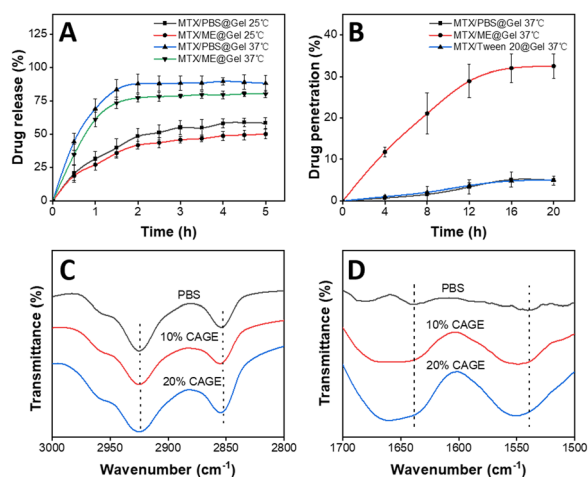 A
MTX/PBS@Gel 25℃
MTX/ME@Gel 25℃
MTX/PBS@Gel 37℃
MTX/ME@Gel 37℃
Drug release (%)
125
100
75
50
25
0
0 1 2 3 4 5
Time (h)
B
MTX/PBS@Gel 37℃
MTX/ME@Gel 37℃
MTX/Tween 20@Gel 37℃
Drug penetration (%)
40
30
20
10
0
0 4 8 12 16 20
Time (h)
C
PBS
10% CAGE
20% CAGE
Transmittance (%)
3000 2950 2900 2850 2800
Wavenumber (cm⁻¹)
D
PBS
10% CAGE
20% CAGE
Transmittance (%)
1700 1650 1600 1550 1500
Wavenumber (cm⁻¹)